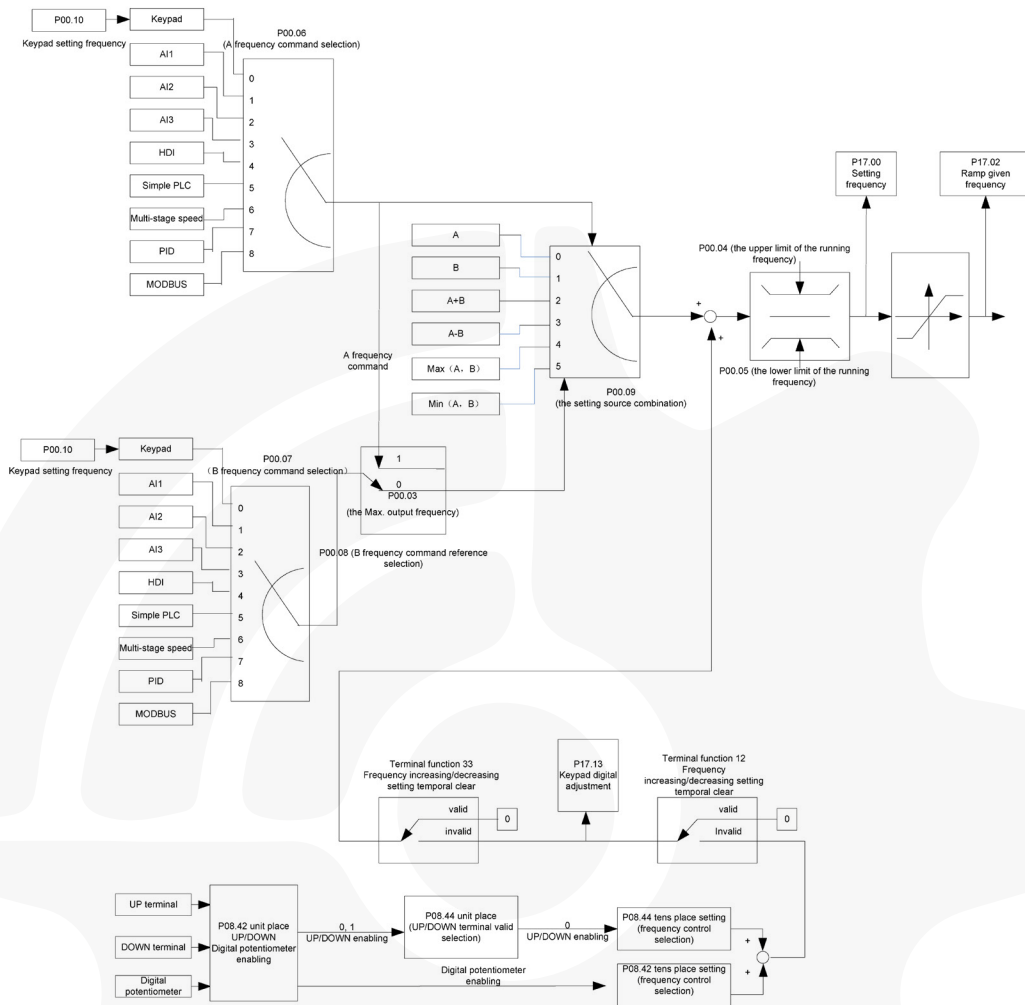 P00.10
Keypad
Keypad setting frequency
P00.06
(A frequency command selection)
AI1
AI2
AI3
HDI
Simple PLC
Multi-stage speed
PID
MODBUS
0
1
2
3
4
5
6
7
8
A
B
A+B
A-B
Max（A，B）
Min（A，B）
0
1
2
3
4
5
A frequency
command
P00.09
(the setting source combination)
+
+
P00.04 (the upper limit of the running
frequency)
P00.05 (the lower limit of the running
frequency)
P17.00
Setting
frequency
P17.02
Ramp given
frequency
P00.10
Keypad
Keypad setting frequency
P00.07
（B frequency command selection）
AI1
AI2
AI3
HDI
Simple PLC
Multi-stage speed
PID
MODBUS
0
1
2
3
4
5
6
7
8
1
0
P00.03
(the Max. output frequency)
P00.08 (B frequency command reference
selection)
Terminal function 33
Frequency increasing/decreasing
setting temporal clear
valid
invalid
0
P17.13
Keypad digital
adjustment
Terminal function 12
Frequency
increasing/decreasing setting
temporal clear
valid
Invalid
0
UP terminal
DOWN terminal
Digital
potentiometer
P08.42 unit place
UP/DOWN
Digital potentiometer
enabling
0, 1
UP/DOWN enabling
P08.44 unit place
(UP/DOWN terminal valid
selection)
0
UP/DOWN enabling
P08.44 tens place setting
(frequency control
selection)
Digital potentiometer
enabling
P08.42 tens place setting
(frequency control
selection)
+
+